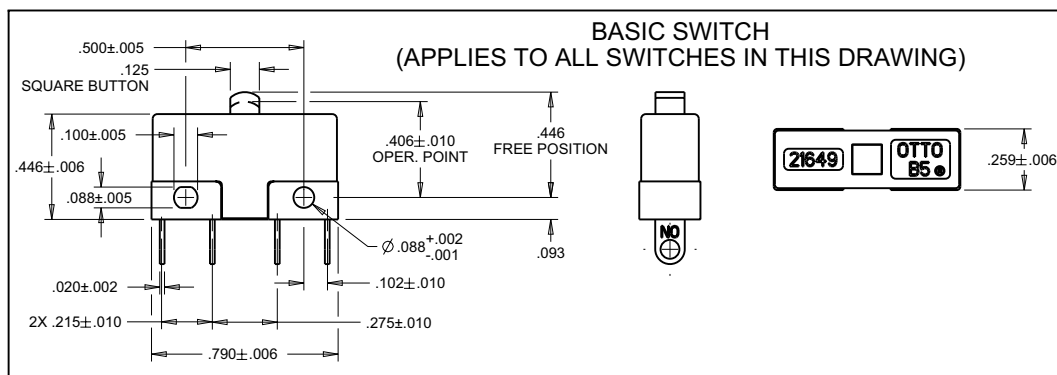 BASIC SWITCH
(APPLIES TO ALL SWITCHES IN THIS DRAWING)
.500±.005
.125
SQUARE BUTTON
.100±.005
.446±.006
.088±.005
.406±.010
OPER. POINT
.446
FREE POSITION
21649
OTTO
B5 ®
.259±.006
NO
.093
Ø.088+.002
-.001
.020±.002
.102±.010
2X .215±.010
.275±.010
.790±.006